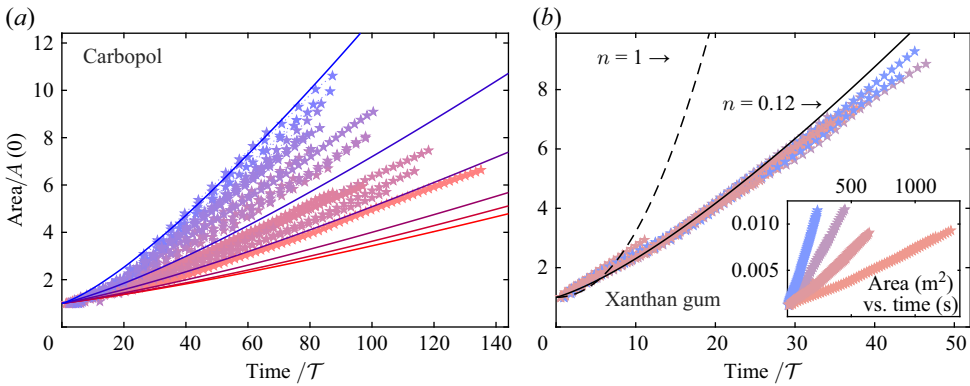 (a)
(b)
12
10
8
6
4
2
0
20
40
60
80
100
120
140
Area/A (0)
Time /𝒯
Carbopol
8
6
4
2
0
10
20
30
40
50
Time /𝒯
n = 1 →
n = 0.12 →
Xanthan gum
500
1000
0.010
0.005
Area (m²)
vs. time (s)